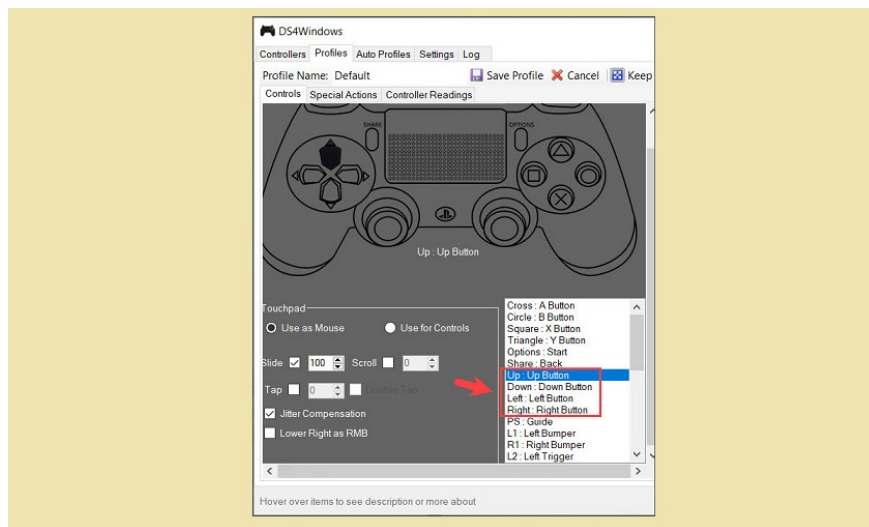 DS4Windows
Controllers Profiles Auto Profiles Settings Log
Profile Name: Default Save Profile Cancel Keep
Controls Special Actions Controller Readings
SHARE OPTIONS
Up : Up Button
Touchpad
Use as Mouse Use for Controls
Slide 100 Scroll 0
Tap 0 Double Tap
Jitter Compensation
Lower Right as RMB
Cross : A Button
Circle : B Button
Square : X Button
Triangle : Y Button
Options : Start
Share : Back
Up : Up Button
Down : Down Button
Left : Left Button
Right : Right Button
PS : Guide
L1 : Left Bumper
R1 : Right Bumper
L2 : Left Trigger
Hover over items to see description or more about